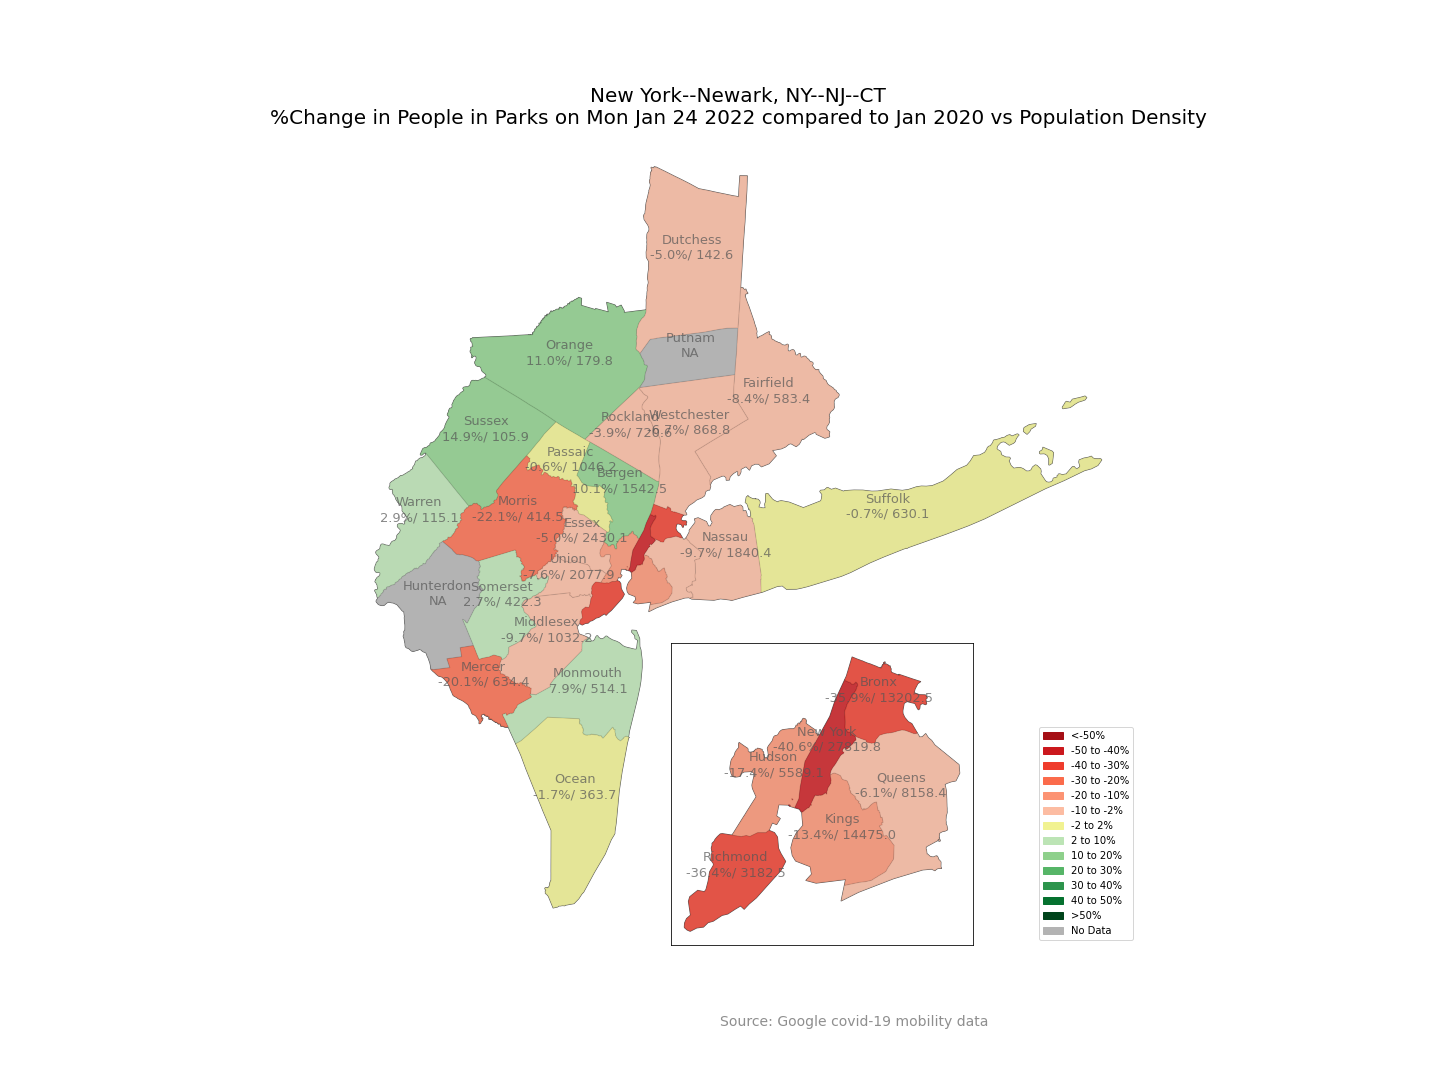 New York--Newark, NY--NJ--CT
%Change in People in Parks on Mon Jan 24 2022 compared to Jan 2020 vs Population Density
Dutchess
-5.0%/ 142.6
Putnam
NA
Orange
11.0%/ 179.8
Fairfield
-8.4%/ 583.4
Rockland
-3.9%/ 720.6
Westchester
-6.7%/ 868.8
Sussex
14.9%/ 105.9
Passaic
-0.6%/ 1046.2
Bergen
10.1%/ 1542.5
Warren
2.9%/ 115.1
Morris
-22.1%/ 414.5
Suffolk
-0.7%/ 630.1
Essex
-5.0%/ 2430.1
Nassau
-9.7%/ 1840.4
Union
-7.6%/ 2077.9
Hunterdon
NA
Somerset
2.7%/ 422.3
Middlesex
-9.7%/ 1032.2
Mercer
-20.1%/ 634.4
Monmouth
7.9%/ 514.1
Ocean
-1.7%/ 363.7
Bronx
13202.5
New York
-40.6%/
Hudson
-17.4%/
Queens
-6.1%/ 8158.4
Kings
-13.4%/ 14475.0
Richmond
-36.4%/ 3182.5
<-50%
-50 to -40%
-40 to -30%
-30 to -20%
-20 to -10%
-10 to -2%
-2 to 2%
2 to 10%
10 to 20%
20 to 30%
30 to 40%
40 to 50%
>50%
No Data
Source: Google covid-19 mobility data